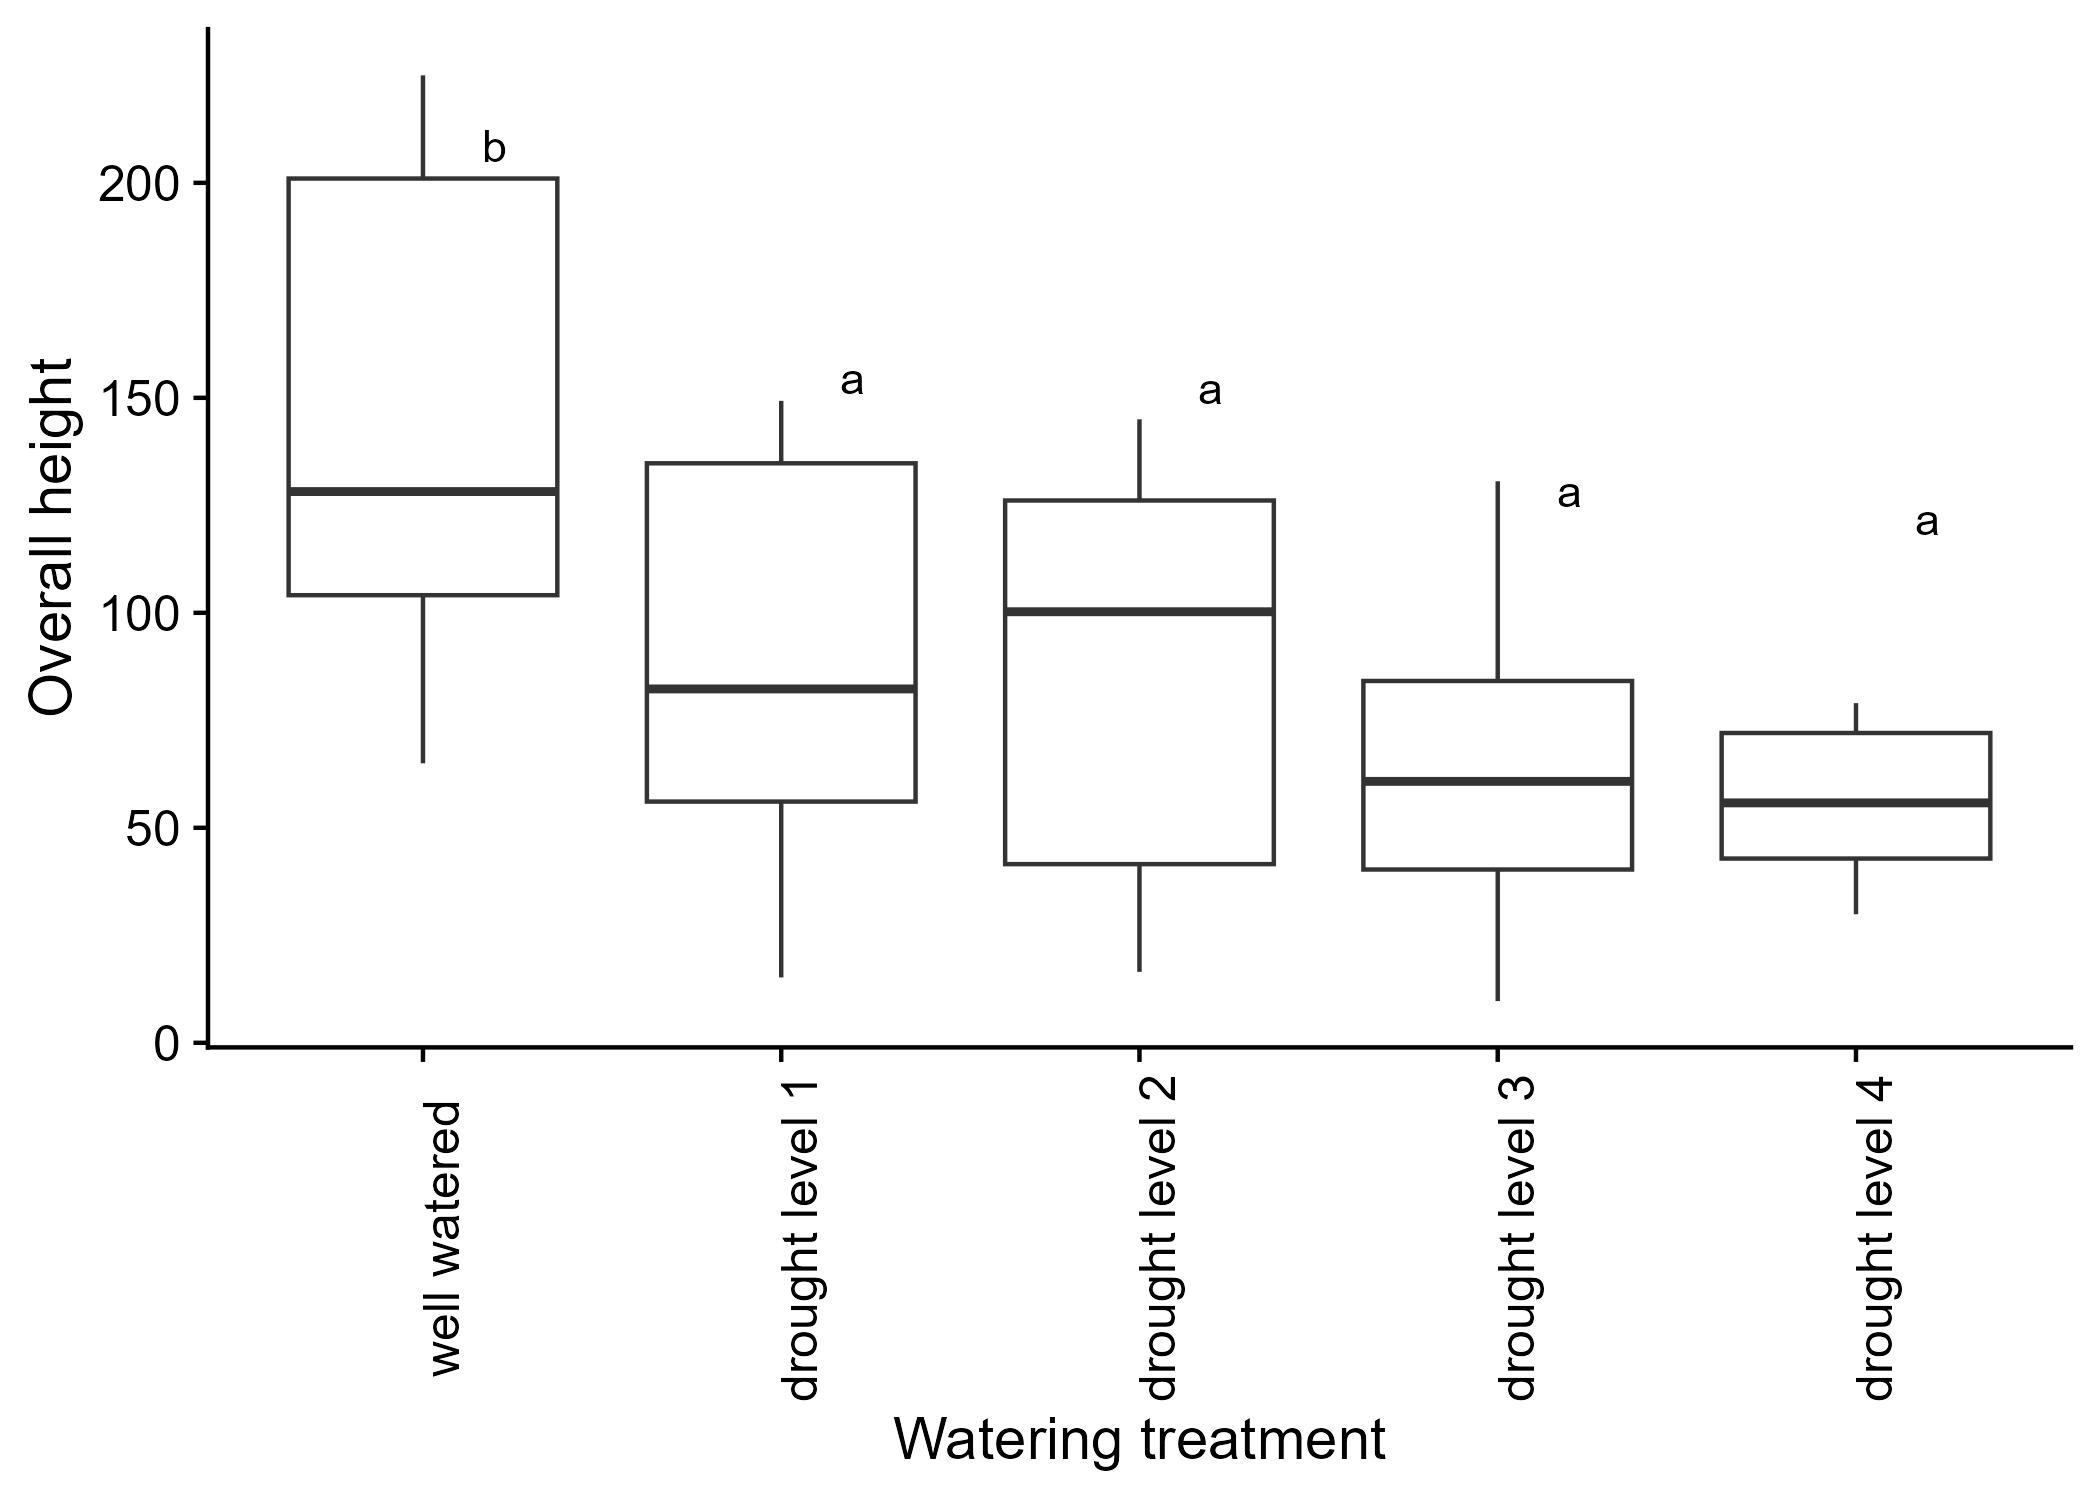 Overall height
200
150
100
50
0
b
a
a
a
a
well watered
drought level 1
drought level 2
drought level 3
drought level 4
Watering treatment